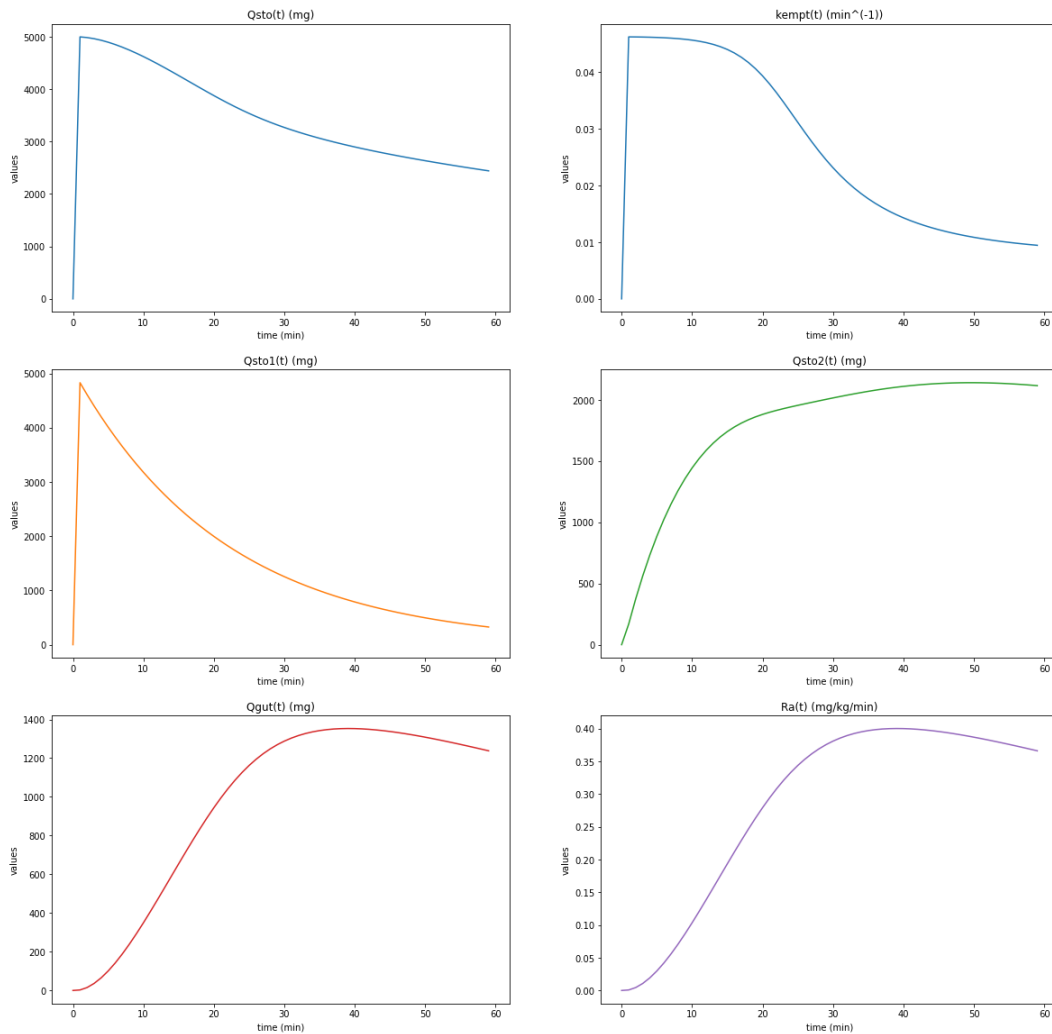 Qsto(t) (mg)
values
5000
4000
3000
2000
1000
0
0 10 20 30 40 50 60
time (min)
kempt(t) (min^(-1))
values
0.04
0.03
0.02
0.01
0.00
0 10 20 30 40 50 60
time (min)
Qsto1(t) (mg)
values
5000
4000
3000
2000
1000
0
0 10 20 30 40 50 60
time (min)
Qsto2(t) (mg)
values
2000
1500
1000
500
0
0 10 20 30 40 50 60
time (min)
Qgut(t) (mg)
values
1400
1200
1000
800
600
400
200
0
0 10 20 30 40 50 60
time (min)
Ra(t) (mg/kg/min)
values
0.40
0.35
0.30
0.25
0.20
0.15
0.10
0.05
0.00
0 10 20 30 40 50 60
time (min)